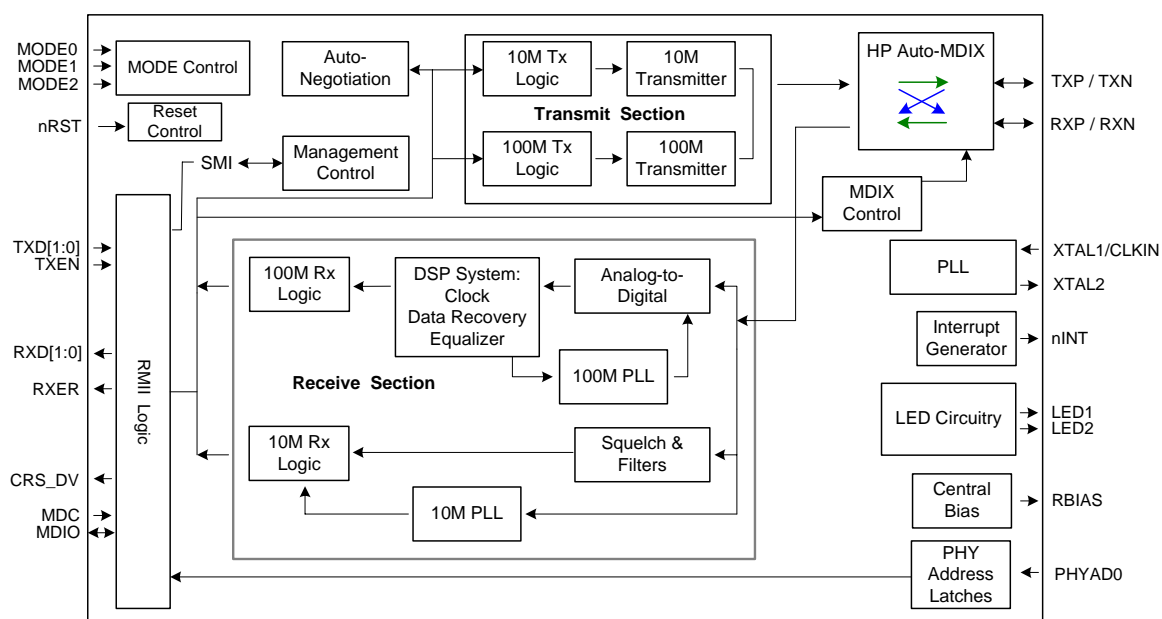 MODE0
MODE1
MODE2
nRST
TXD[1:0]
TXEN
RXD[1:0]
RXER
CRS_DV
MDC
MDIO
MODE Control
Reset
Control
SMI
Auto-
Negotiation
Management
Control
RMII Logic
10M Tx
Logic
10M
Transmitter
Transmit Section
100M Tx
Logic
100M
Transmitter
100M Rx
Logic
DSP System:
Clock
Data Recovery
Equalizer
Analog-to-
Digital
100M PLL
Receive Section
10M Rx
Logic
Squelch &
Filters
10M PLL
HP Auto-MDIX
MDIX
Control
PLL
Interrupt
Generator
LED Circuitry
Central
Bias
PHY
Address
Latches
TXP / TXN
RXP / RXN
XTAL1/CLKIN
XTAL2
nINT
LED1
LED2
RBIAS
PHYAD0